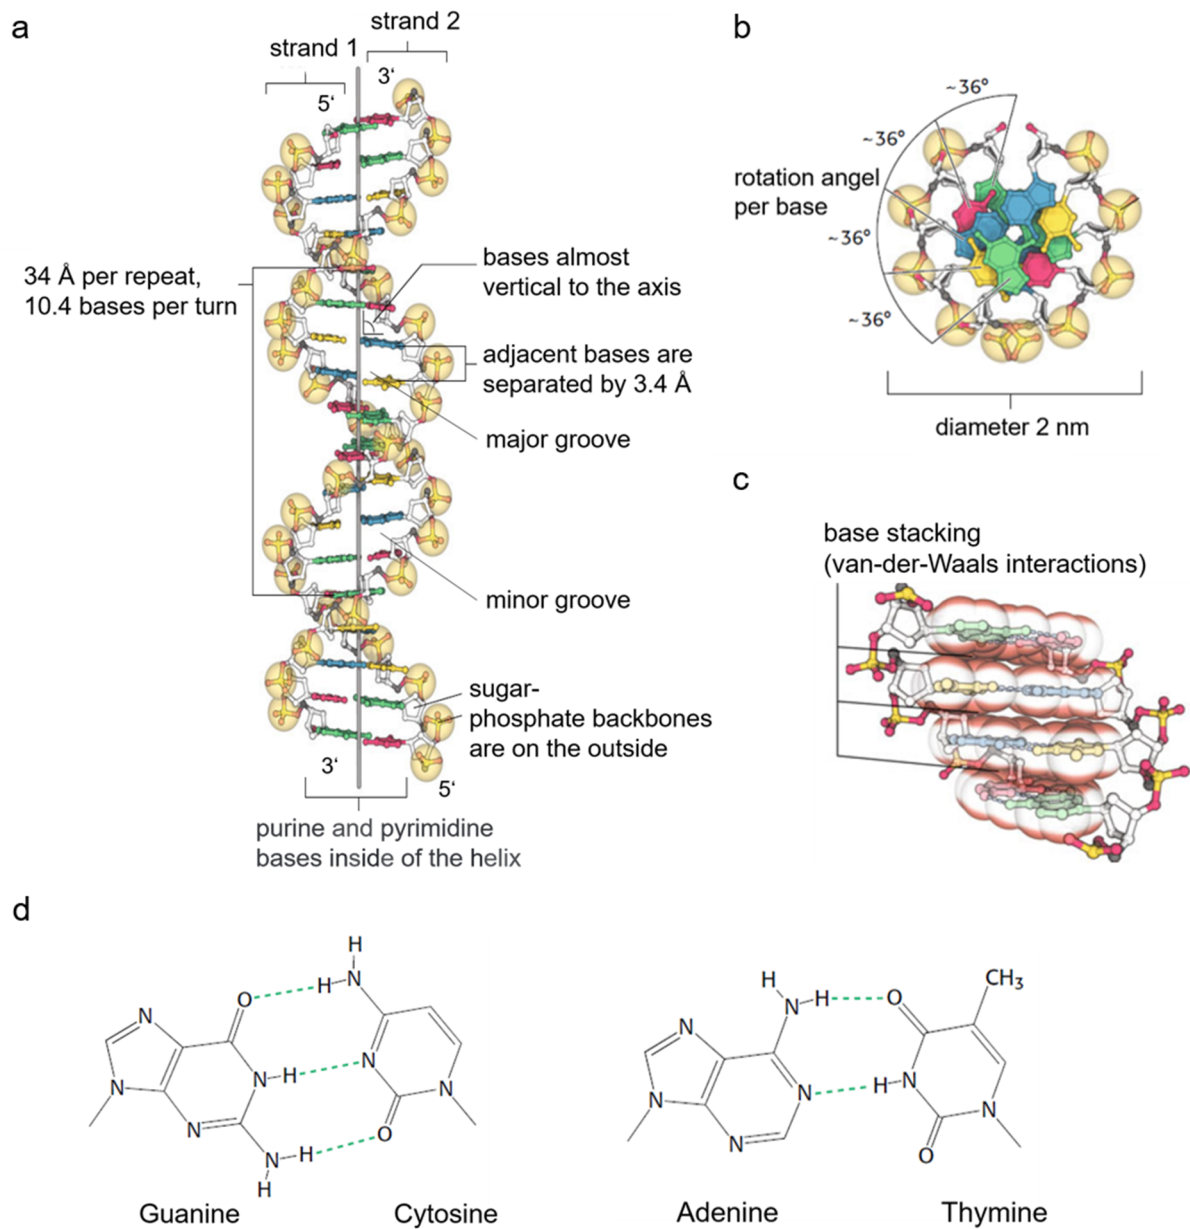 a
strand 1
strand 2
5‘
3‘
34 Å per repeat,
10.4 bases per turn
bases almost
vertical to the axis
adjacent bases are
separated by 3.4 Å
major groove
minor groove
sugar-
phosphate backbones
are on the outside
3‘
5‘
purine and pyrimidine
bases inside of the helix
b
~36°
~36°
~36°
~36°
rotation angel
per base
diameter 2 nm
c
base stacking
(van-der-Waals interactions)
d
H
O
H
N
N
N
H
N
N
N
N
N
O
H
N
H
Guanine
Cytosine
H
N
H
O
CH₃
N
N
N
H
N
N
N
O
Adenine
Thymine